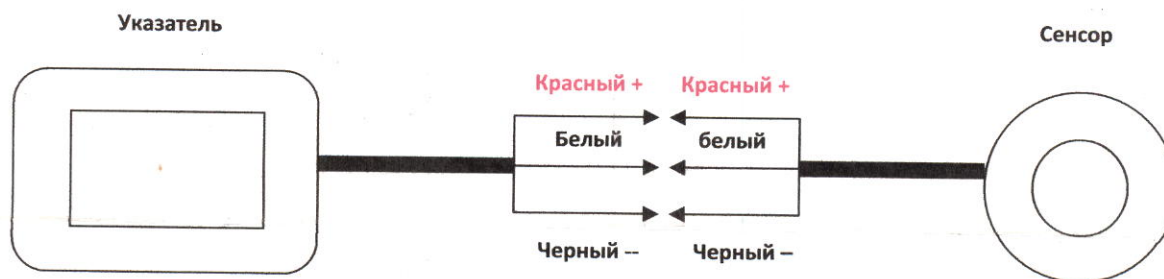 Указатель
Сенсор
Красный + Красный +
Белый белый
Черный -- Черный –